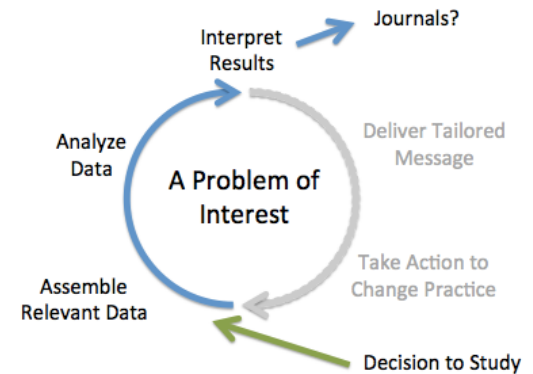 Journals?
Interpret
Results
Deliver Tailored
Message
Analyze
Data
A Problem of
Interest
Take Action to
Change Practice
Assemble
Relevant Data
Decision to Study